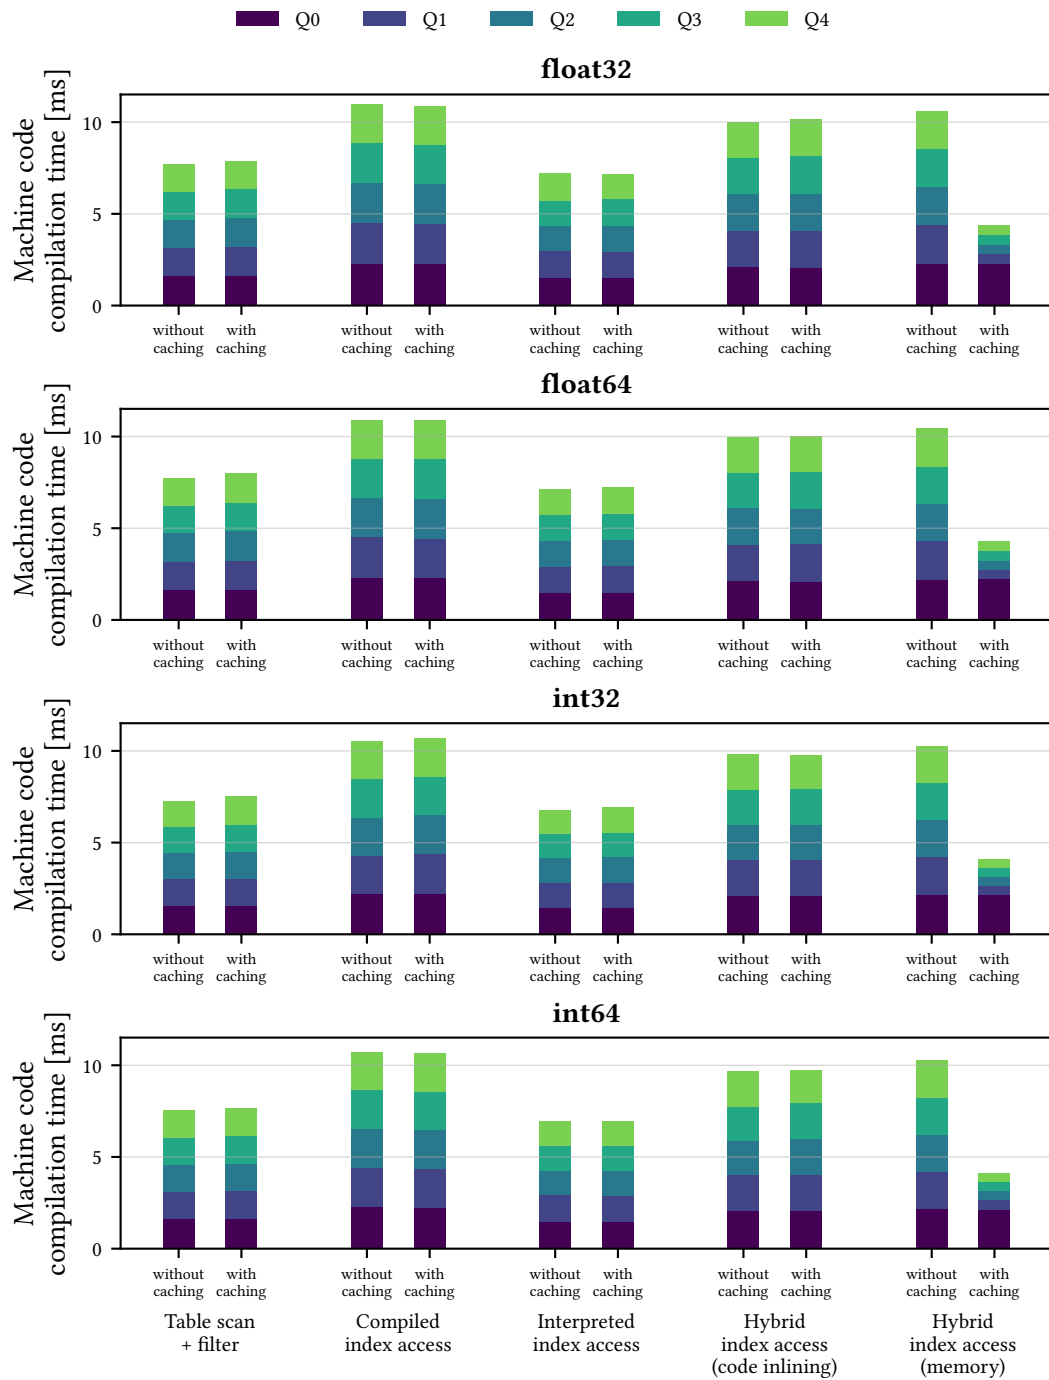 Q0 Q1 Q2 Q3 Q4
float32
Machine code
compilation time [ms]
10
5
0
without caching with caching without caching with caching without caching with caching without caching with caching without caching with caching
float64
Machine code
compilation time [ms]
10
5
0
without caching with caching without caching with caching without caching with caching without caching with caching without caching with caching
int32
Machine code
compilation time [ms]
10
5
0
without caching with caching without caching with caching without caching with caching without caching with caching without caching with caching
int64
Machine code
compilation time [ms]
10
5
0
without caching with caching without caching with caching without caching with caching without caching with caching without caching with caching
Table scan
+ filter
Compiled
index access
Interpreted
index access
Hybrid
index access
(code inlining)
Hybrid
index access
(memory)